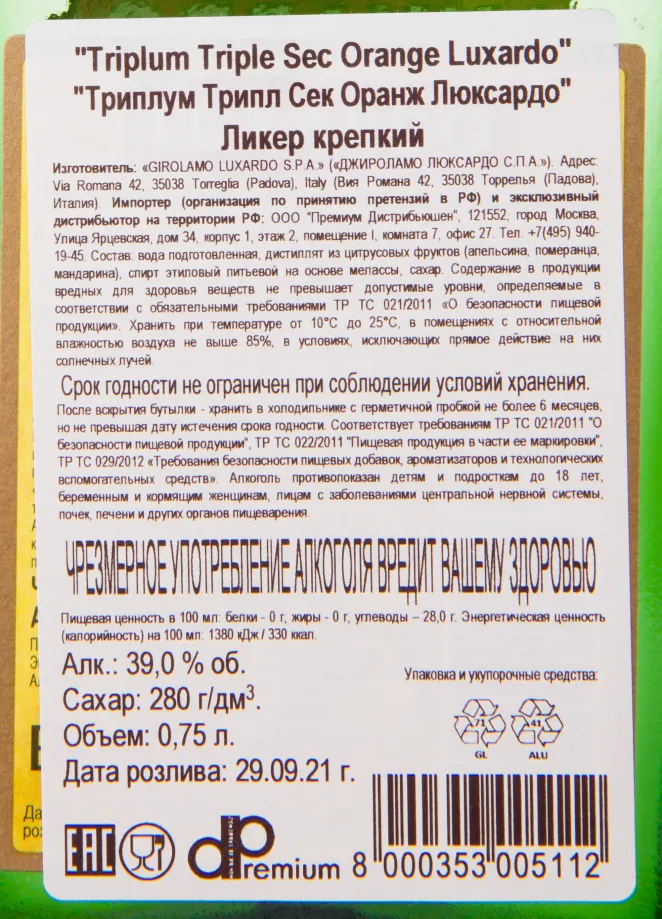 "Triplum Triple Sec Orange Luxardo"
"Триплум Трипл Сек Оранж Люксардо"
Ликер крепкий
Изготовитель: «GIROLAMO LUXARDO S.P.A.» («ДЖИРОЛАМО ЛЮКСАРДО С.П.А.»). Адрес:
Via Romana 42, 35038 Torreglia (Padova), Italy (Вия Романа 42, 35038 Торрелья (Падова),
Италия). Импортер (организация по принятию претензий в РФ) и эксклюзивный
дистрибьютор на территории РФ: ООО "Премиум Дистрибьюшен", 121552, город Москва,
Улица Ярцевская, дом 34, корпус 1, этаж 2, помещение I, комната 7, офис 27. Тел. +7(495) 940-
19-45. Состав: вода подготовленная, дистиллят из цитрусовых фруктов (апельсина, померанца,
мандарина), спирт этиловый питьевой на основе мелассы, сахар. Содержание в продукции
вредных для здоровья веществ не превышает допустимые уровни, определяемые в
соответствии с обязательными требованиями ТР ТС 021/2011 «О безопасности пищевой
продукции». Хранить при температуре от 10°С до 25°С, в помещениях с относительной
влажностью воздуха не выше 85%, в условиях, исключающих прямое действие на них
солнечных лучей.
Срок годности не ограничен при соблюдении условий хранения.
После вскрытия бутылки - хранить в холодильнике с герметичной пробкой не более 6 месяцев,
но не превышая дату истечения срока годности. Соответствует требованиям ТР ТС 021/2011 "О
безопасности пищевой продукции", ТР ТС 022/2011 "Пищевая продукция в части ее маркировки",
ТР ТС 029/2012 «Требования безопасности пищевых добавок, ароматизаторов и технологических
вспомогательных средств». Алкоголь противопоказан детям и подросткам до 18 лет,
беременным и кормящим женщинам, лицам с заболеваниями центральной нервной системы,
почек, печени и других органов пищеварения
ЧРЕЗМЕРНОЕ УПОТРЕБЛЕНИЕ АЛКОГОЛЯ ВРЕДИТ ВАШЕМУ ЗДОРОВЬЮ
Пищевая ценность в 100 мл: белки - 0 г, жиры - 0 г, углеводы – 28,0 г. Энергетическая ценность
(калорийность) на 100 мл: 1380 кДж / 330 ккал.
Алк.: 39,0 % об.
Сахар: 280 г/дм³.
Объем: 0,75 л.
Дата розлива: 29.09.21 г.
Упаковка и укупорочные средства:
71 41
GL ALU
EAC
dPremium
8 000353 005112